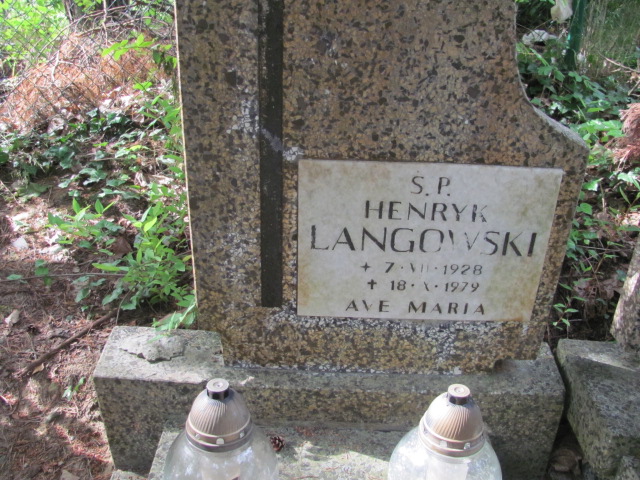 Ś.P.
HENRYK
LANGOWSKI
+ 7·VII·1928
✝ 18·X·1979
AVE MARIA